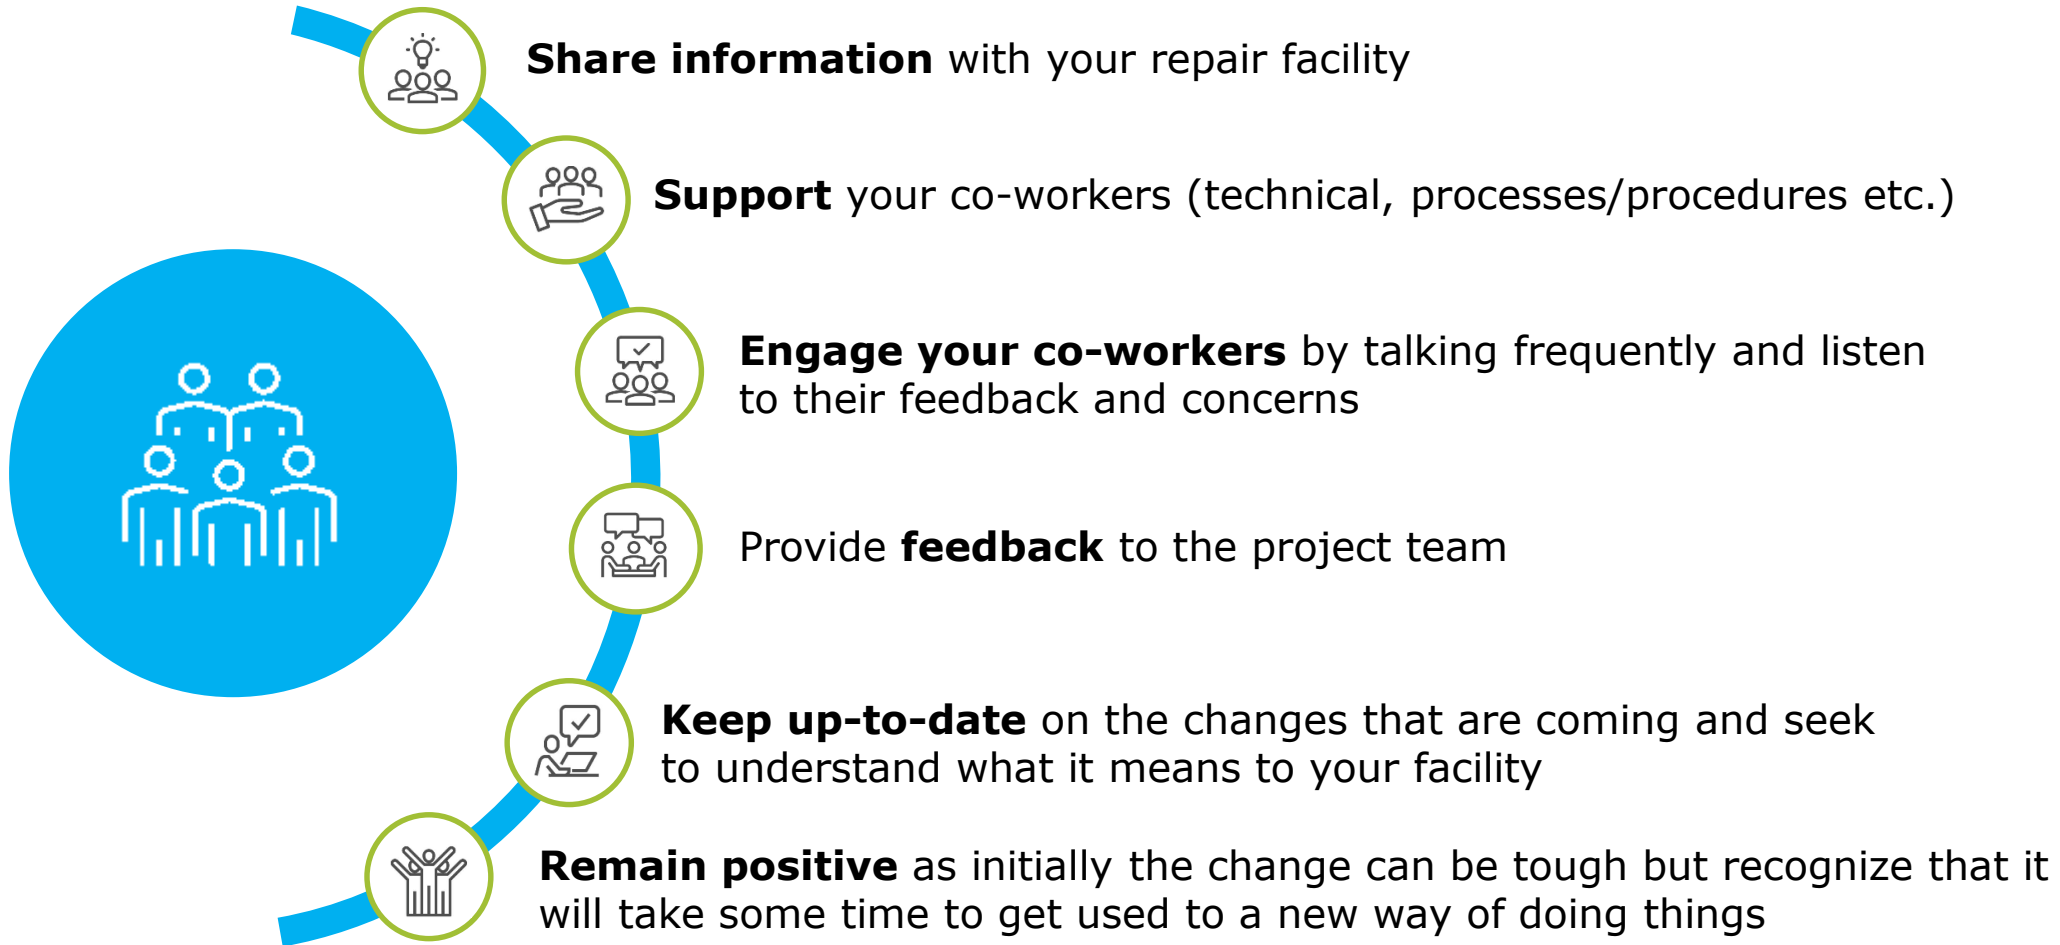 Share information with your repair facility
Support your co-workers (technical, processes/procedures etc.)
Engage your co-workers by talking frequently and listen
to their feedback and concerns
Provide feedback to the project team
Keep up-to-date on the changes that are coming and seek
to understand what it means to your facility
Remain positive as initially the change can be tough but recognize that it
will take some time to get used to a new way of doing things